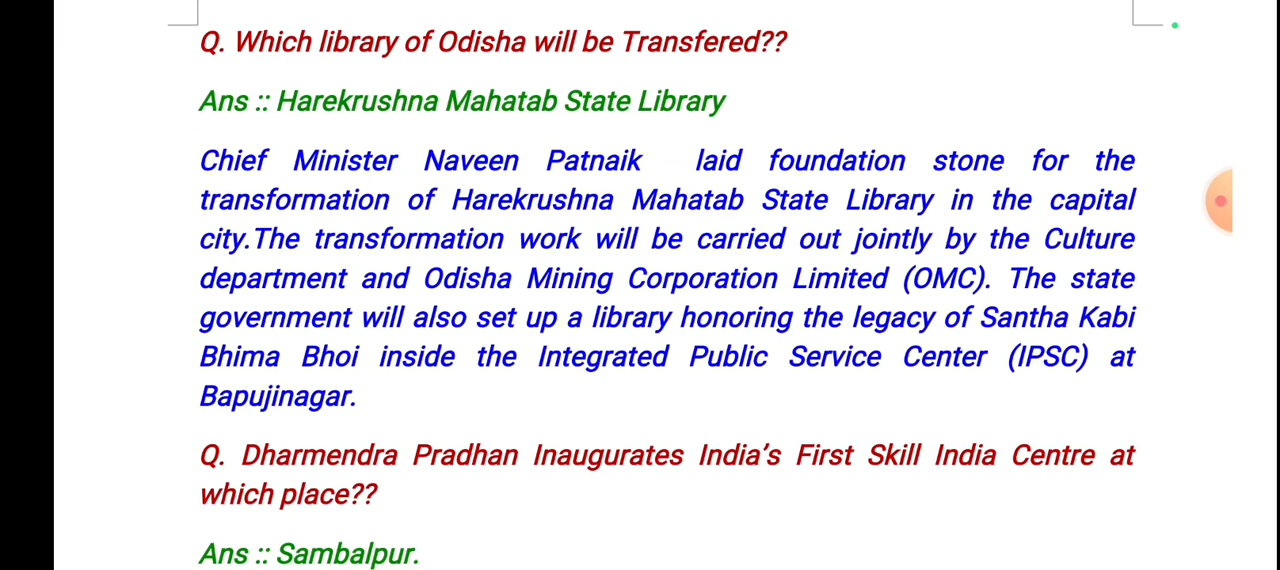 Q. Which library of Odisha will be Transfered??
Ans :: Harekrushna Mahatab State Library
Chief Minister Naveen Patnaik laid foundation stone for the
transformation of Harekrushna Mahatab State Library in the capital
city.The transformation work will be carried out jointly by the Culture
department and Odisha Mining Corporation Limited (OMC). The state
government will also set up a library honoring the legacy of Santha Kabi
Bhima Bhoi inside the Integrated Public Service Center (IPSC) at
Bapujinagar.
Q. Dharmendra Pradhan Inaugurates India's First Skill India Centre at
which place??
Ans :: Sambalpur.